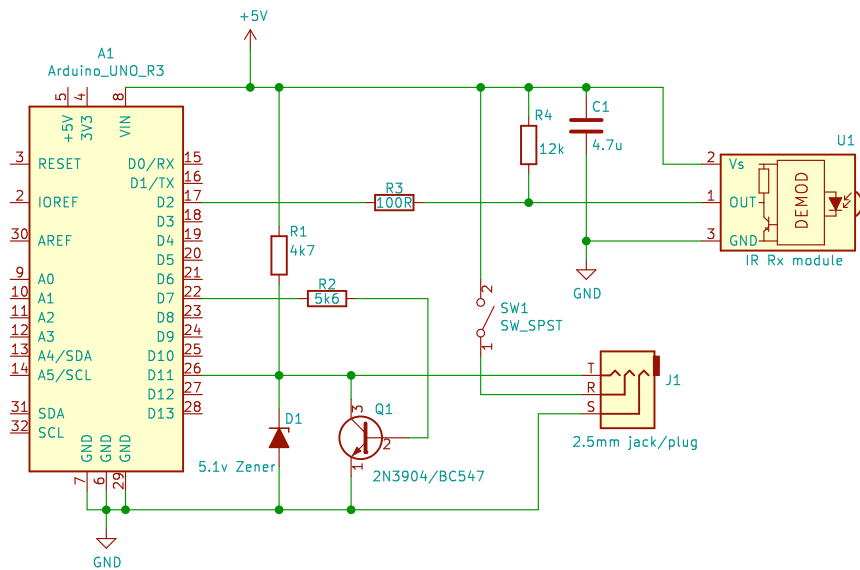 +5V
A1
Arduino_UNO_R3
5
4
8
+5V
3V3
VIN
3 RESET
2 IOREF
30 AREF
9 A0
10 A1
11 A2
12 A3
13 A4/SDA
14 A5/SCL
31 SDA
32 SCL
D0/RX 15
D1/TX 16
D2 17
D3 18
D4 19
D5 20
D6 21
D7 22
D8 23
D9 24
D10 25
D11 26
D12 27
D13 28
GND
GND
GND
7
6
29
GND
R1
4k7
R2
5k6
R3
100R
R4
12k
C1
4.7u
GND
U1
2 Vs
1 OUT
3 GND
DEMOD
IR Rx module
2
SW1
SW_SPST
1
T
R
S
J1
2.5mm jack/plug
D1
5.1v Zener
Q1
3
2
1
2N3904/BC547